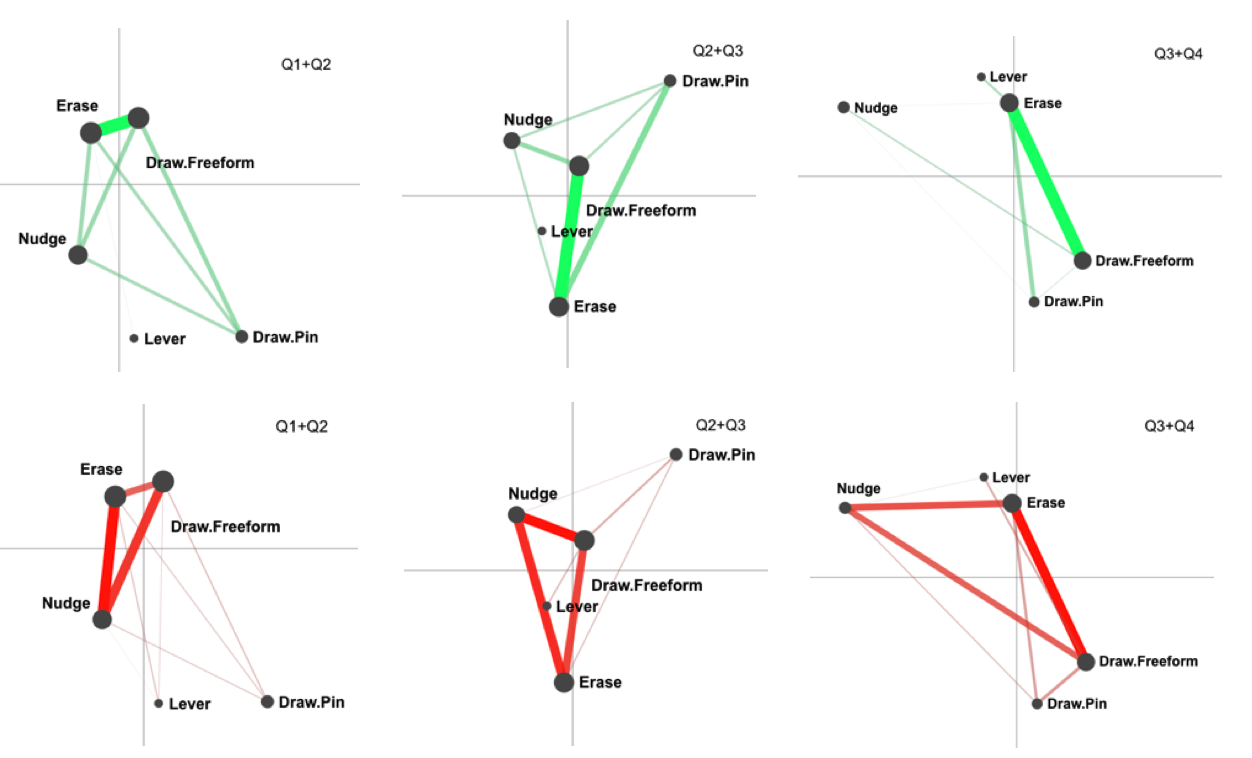 Q1+Q2
Erase
Draw.Freeform
Nudge
Lever
Draw.Pin
Q2+Q3
Draw.Pin
Nudge
Draw.Freeform
Lever
Erase
Q3+Q4
Lever
Nudge
Erase
Draw.Freeform
Draw.Pin
Q1+Q2
Erase
Draw.Freeform
Nudge
Lever
Draw.Pin
Q2+Q3
Draw.Pin
Nudge
Draw.Freeform
Lever
Erase
Q3+Q4
Lever
Nudge
Erase
Draw.Freeform
Draw.Pin